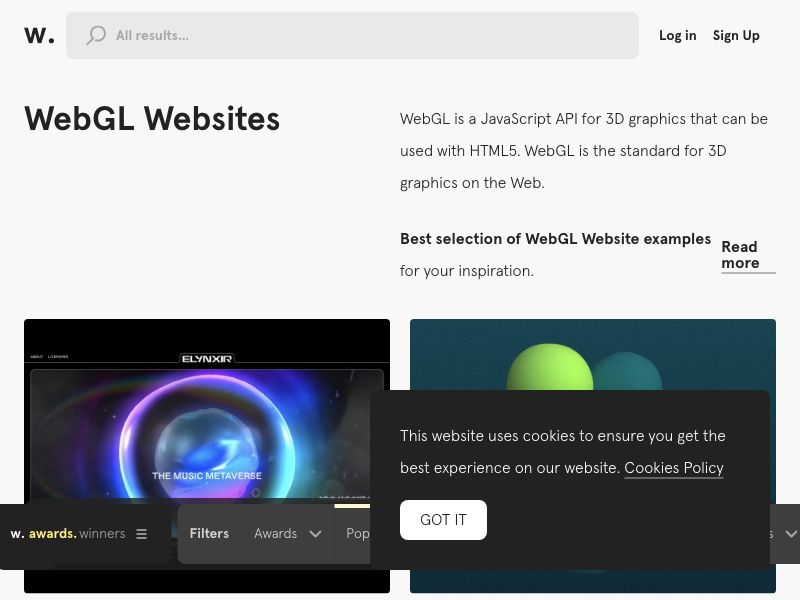 w.
All results...
Log in
Sign Up
WebGL Websites
WebGL is a JavaScript API for 3D graphics that can be
used with HTML5. WebGL is the standard for 3D
graphics on the Web.
Best selection of WebGL Website examples
for your inspiration.
Read
more
ELYNXIR
THE MUSIC METAVERSE
This website uses cookies to ensure you get the
best experience on our website. Cookies Policy
GOT IT
w. awards. winners
Filters
Awards
Pop
s